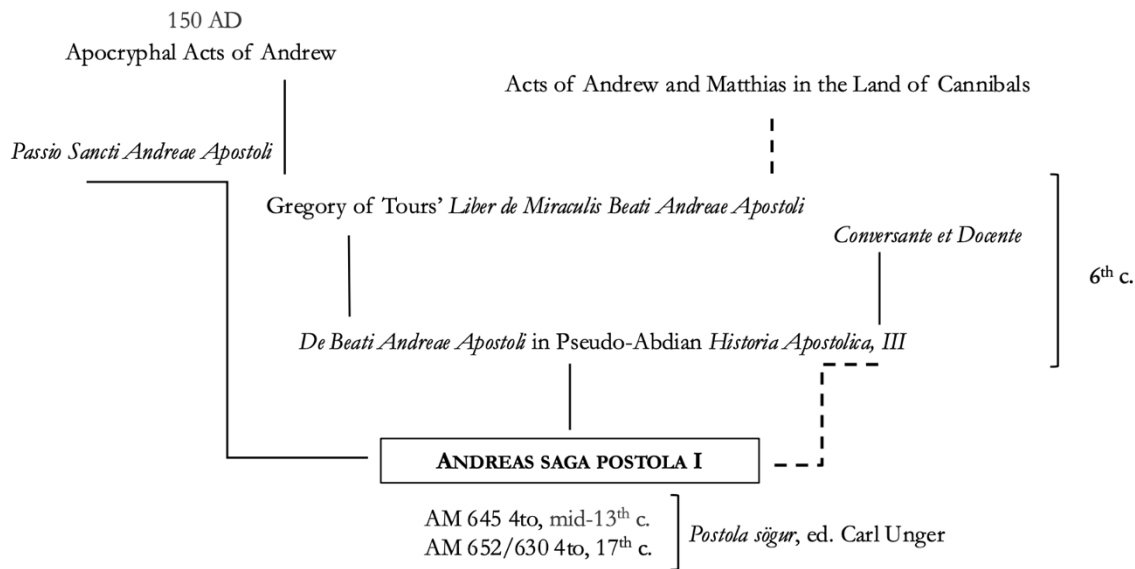 150 AD
Apocryphal Acts of Andrew
Acts of Andrew and Matthias in the Land of Cannibals
Passio Sancti Andreae Apostoli
Gregory of Tours’ Liber de Miraculis Beati Andreae Apostoli
Conversante et Docente
6th c.
De Beati Andreae Apostoli in Pseudo-Abdian Historia Apostolica, III
ANDREAS SAGA POSTOLA I
AM 645 4to, mid-13th c.
AM 652/630 4to, 17th c.
Postola sögur, ed. Carl Unger